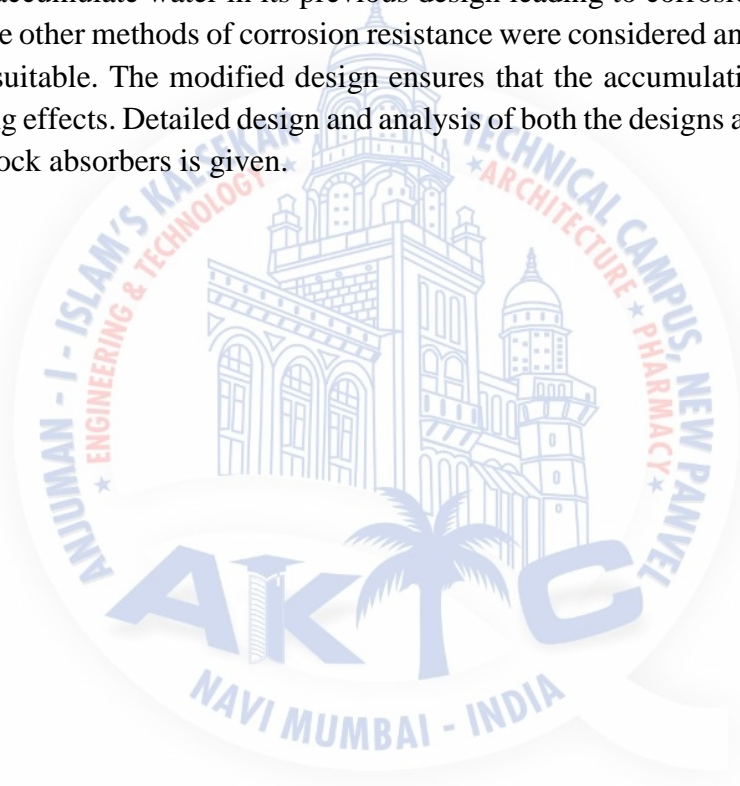 accumulate water in its previous design leading to corrosio
e other methods of corrosion resistance were considered an
suitable. The modified design ensures that the accumulati
g effects. Detailed design and analysis of both the designs a
ock absorbers is given.
ANJUMAN - I - ISLAM'S KALSEKAR TECHNICAL CAMPUS, NEW PANVEL
★ ENGINEERING & TECHNOLOGY ★ ARCHITECTURE ★ PHARMACY ★
AKTC
NAVI MUMBAI - INDIA